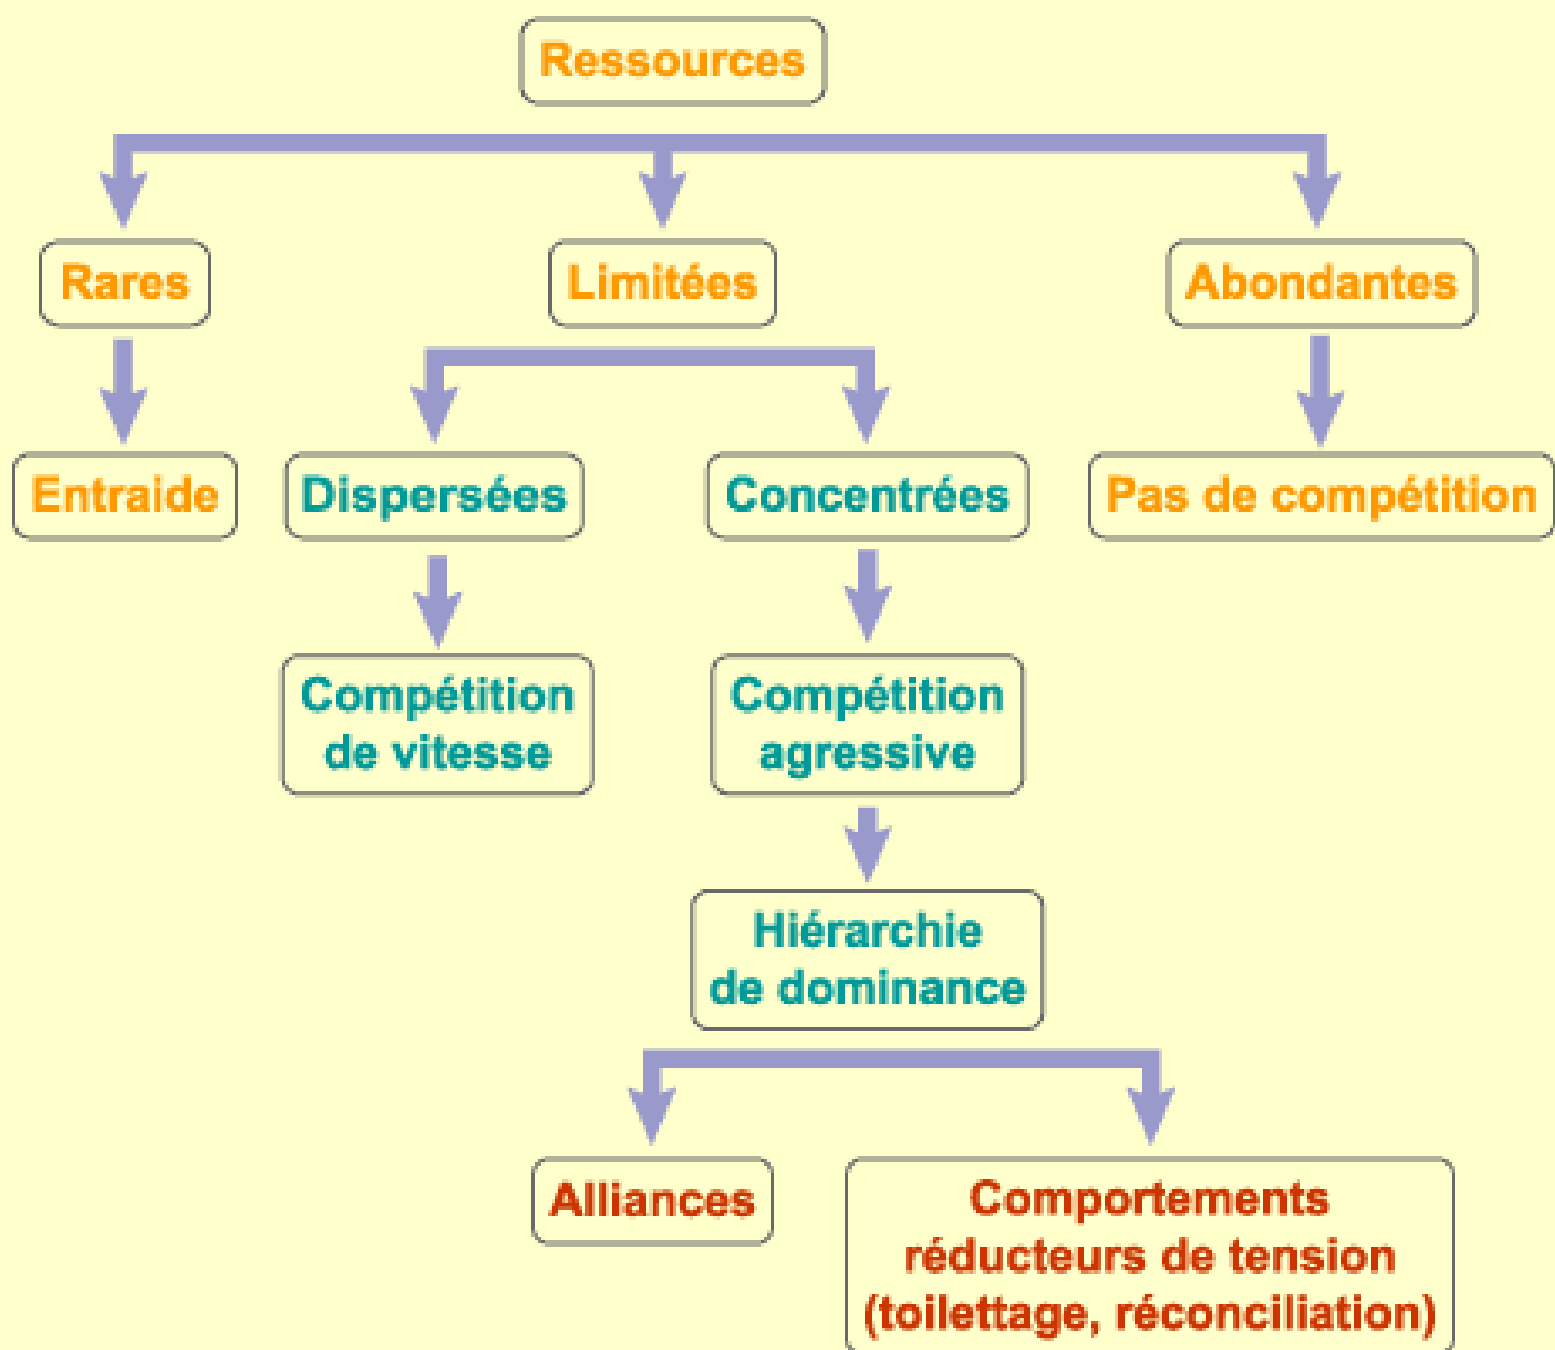 Ressources
Rares
Limitées
Abondantes
Entraide
Dispersées
Concentrées
Pas de compétition
Compétition
de vitesse
Compétition
agressive
Hiérarchie
de dominance
Alliances
Comportements
réducteurs de tension
(toilettage, réconciliation)